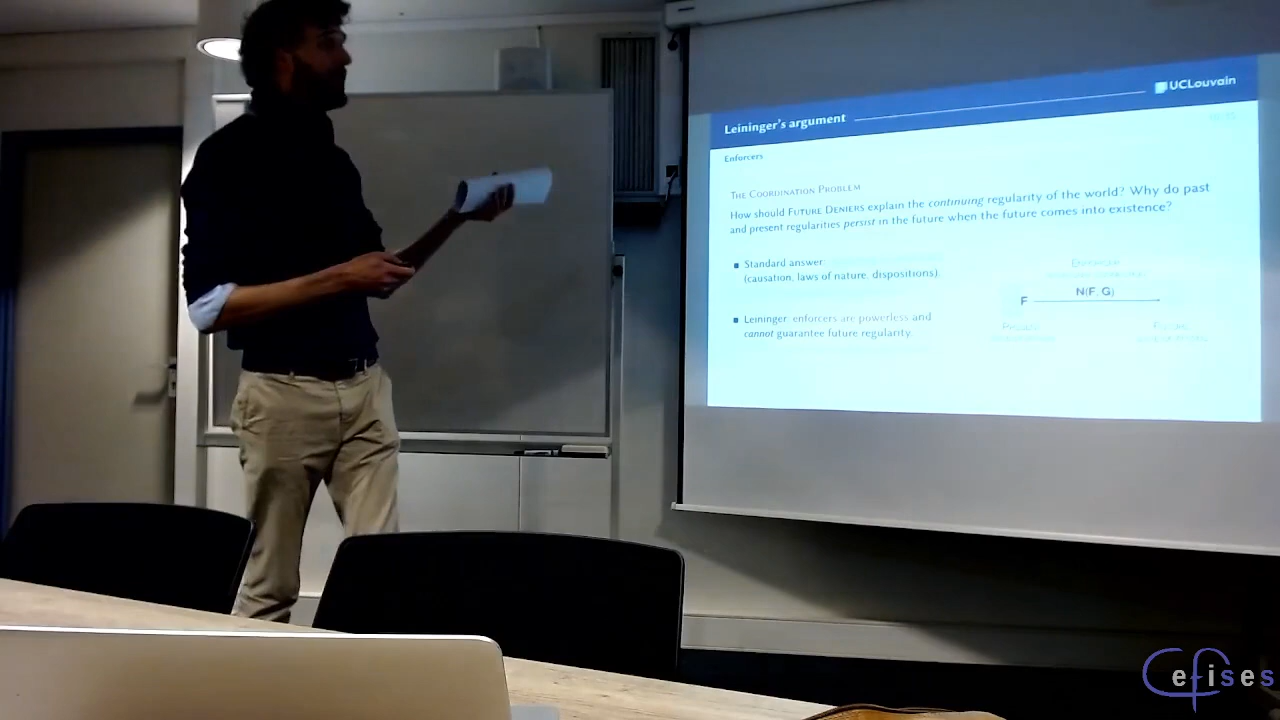 UCLouvain
Leininger's argument
Enforcers
THE COORDINATION PROBLEM
How should FUTURE DENIERS explain the continuing regularity of the world? Why do past
and present regularities persist in the future when the future comes into existence?
Standard answer:
(causation, laws of nature, dispositions).
Leininger: enforcers are powerless and
cannot guarantee future regularity.
N(F, G)
F
efises